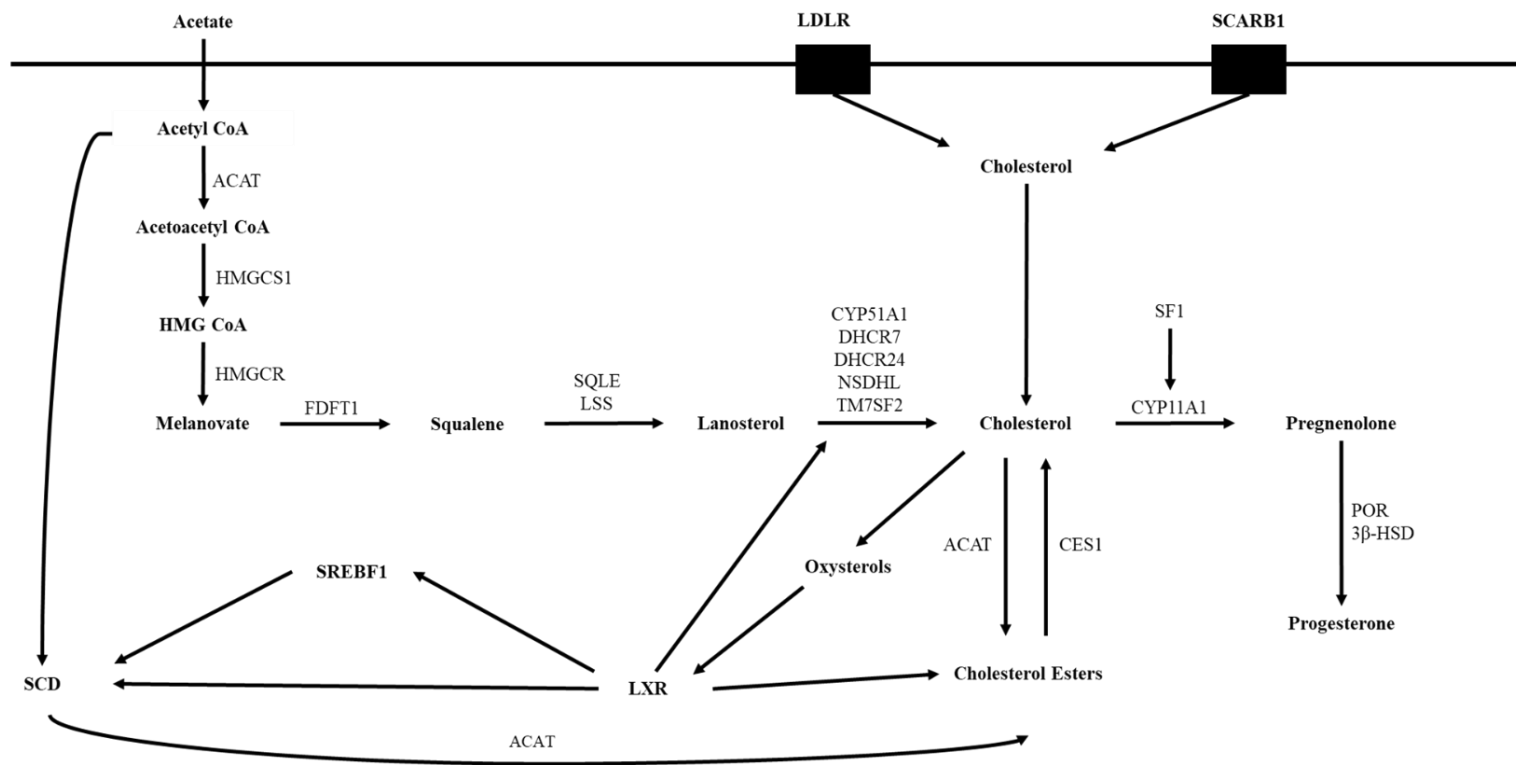 Acetate
LDLR
SCARB1
Acetyl CoA
Cholesterol
ACAT
Acetoacetyl CoA
HMGCS1
HMG CoA
HMGCR
Melanovate
FDFT1
Squalene
SQLE
LSS
Lanosterol
CYP51A1
DHCR7
DHCR24
NSDHL
TM7SF2
Cholesterol
SF1
CYP11A1
Pregnenolone
POR
3β-HSD
Progesterone
ACAT
CES1
Oxysterols
SREBF1
SCD
LXR
Cholesterol Esters
ACAT